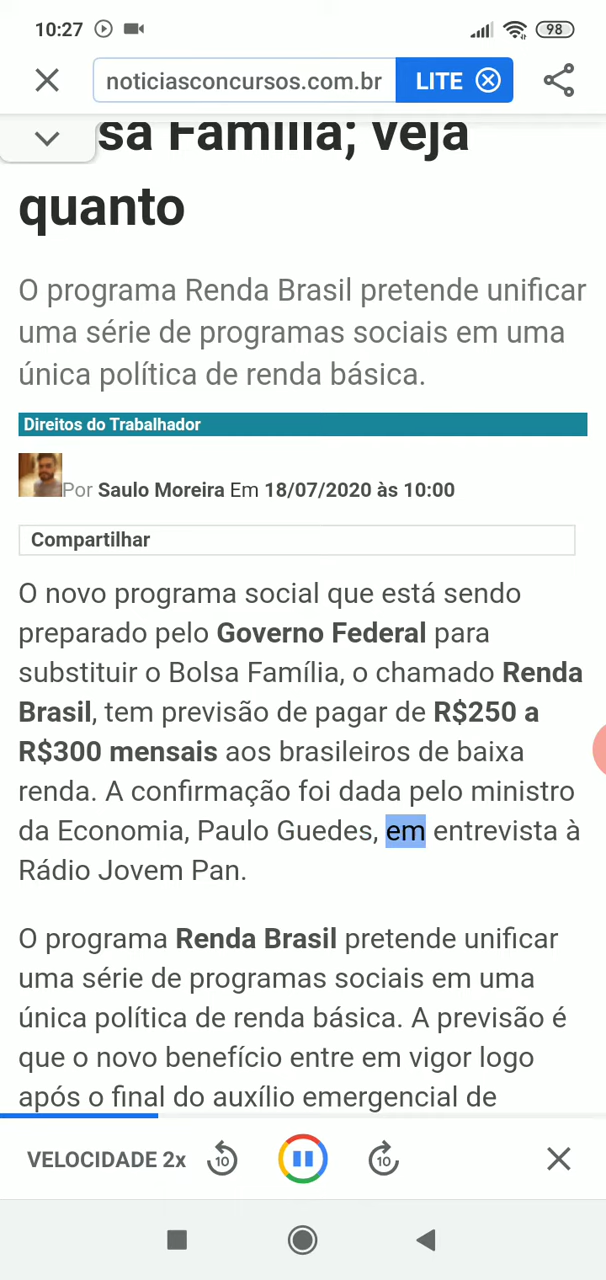 10:27
98
noticiasconcursos.com.br
LITE
sa Família; veja
quanto
O programa Renda Brasil pretende unificar
uma série de programas sociais em uma
única política de renda básica.
Direitos do Trabalhador
Por Saulo Moreira Em 18/07/2020 às 10:00
Compartilhar
O novo programa social que está sendo
preparado pelo Governo Federal para
substituir o Bolsa Família, o chamado Renda
Brasil, tem previsão de pagar de R$250 a
R$300 mensais aos brasileiros de baixa
renda. A confirmação foi dada pelo ministro
da Economia, Paulo Guedes, em entrevista à
Rádio Jovem Pan.
O programa Renda Brasil pretende unificar
uma série de programas sociais em uma
única política de renda básica. A previsão é
que o novo benefício entre em vigor logo
após o final do auxílio emergencial de
VELOCIDADE 2x
10
10